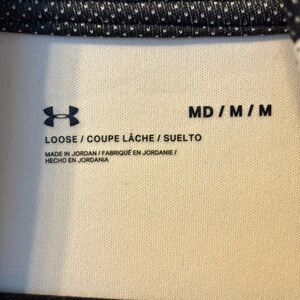 MD / M / M
LOOSE / COUPE LÂCHE / SUELTO
MADE IN JORDAN / FABRIQUÉ EN JORDANIE /
HECHO EN JORDANIA